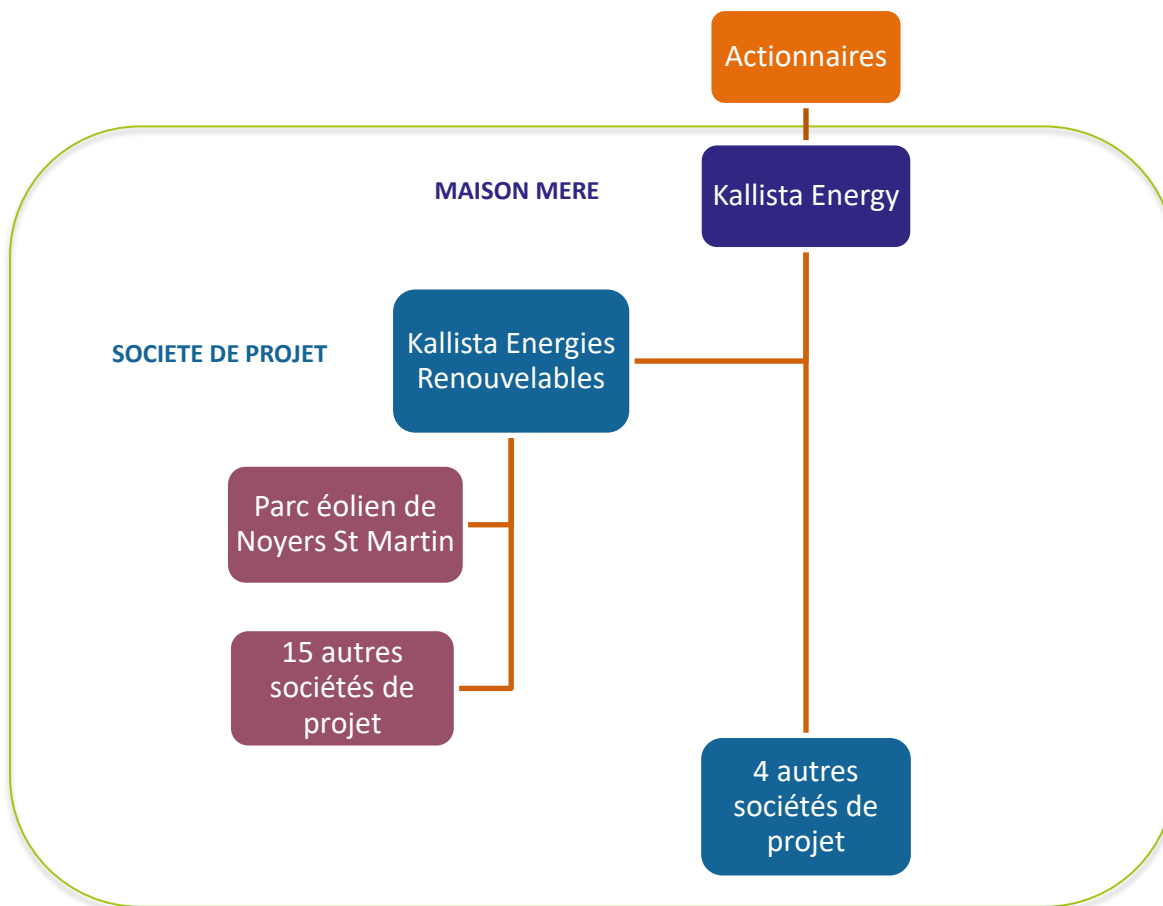 Actionnaires
MAISON MERE
Kallista Energy
SOCIETE DE PROJET
Kallista Energies
Renouvelables
Parc éolien de
Noyers St Martin
15 autres
sociétés de
projet
4 autres
sociétés de
projet